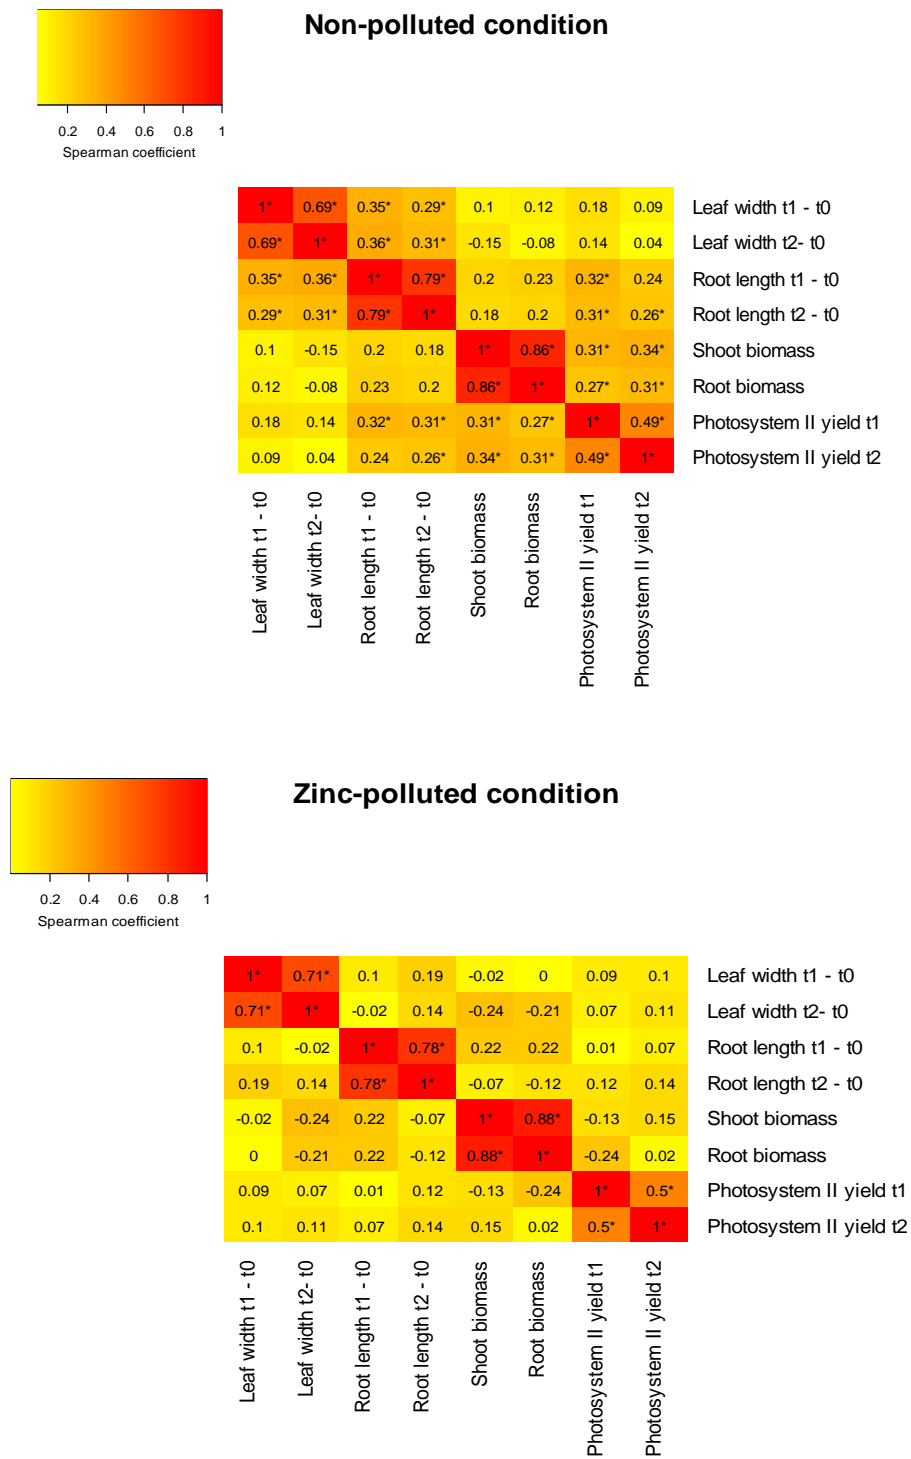 Non-polluted condition
0.2 0.4 0.6 0.8 1
Spearman coefficient
1* 0.69* 0.35* 0.29* 0.1 0.12 0.18 0.09 Leaf width t1 - t0
0.69* 1* 0.36* 0.31* -0.15 -0.08 0.14 0.04 Leaf width t2- t0
0.35* 0.36* 1* 0.79* 0.2 0.23 0.32* 0.24 Root length t1 - t0
0.29* 0.31* 0.79* 1* 0.18 0.2 0.31* 0.26* Root length t2 - t0
0.1 -0.15 0.2 0.18 1* 0.86* 0.31* 0.34* Shoot biomass
0.12 -0.08 0.23 0.2 0.86* 1* 0.27* 0.31* Root biomass
0.18 0.14 0.32* 0.31* 0.31* 0.27* 1* 0.49* Photosystem II yield t1
0.09 0.04 0.24 0.26* 0.34* 0.31* 0.49* 1* Photosystem II yield t2
Leaf width t1 - t0
Leaf width t2- t0
Root length t1 - t0
Root length t2 - t0
Shoot biomass
Root biomass
Photosystem II yield t1
Photosystem II yield t2
Zinc-polluted condition
0.2 0.4 0.6 0.8 1
Spearman coefficient
1* 0.71* 0.1 0.19 -0.02 0 0.09 0.1 Leaf width t1 - t0
0.71* 1* -0.02 0.14 -0.24 -0.21 0.07 0.11 Leaf width t2- t0
0.1 -0.02 1* 0.78* 0.22 0.22 0.01 0.07 Root length t1 - t0
0.19 0.14 0.78* 1* -0.07 -0.12 0.12 0.14 Root length t2 - t0
-0.02 -0.24 0.22 -0.07 1* 0.88* -0.13 0.15 Shoot biomass
0 -0.21 0.22 -0.12 0.88* 1* -0.24 0.02 Root biomass
0.09 0.07 0.01 0.12 -0.13 -0.24 1* 0.5* Photosystem II yield t1
0.1 0.11 0.07 0.14 0.15 0.02 0.5* 1* Photosystem II yield t2
Leaf width t1 - t0
Leaf width t2- t0
Root length t1 - t0
Root length t2 - t0
Shoot biomass
Root biomass
Photosystem II yield t1
Photosystem II yield t2